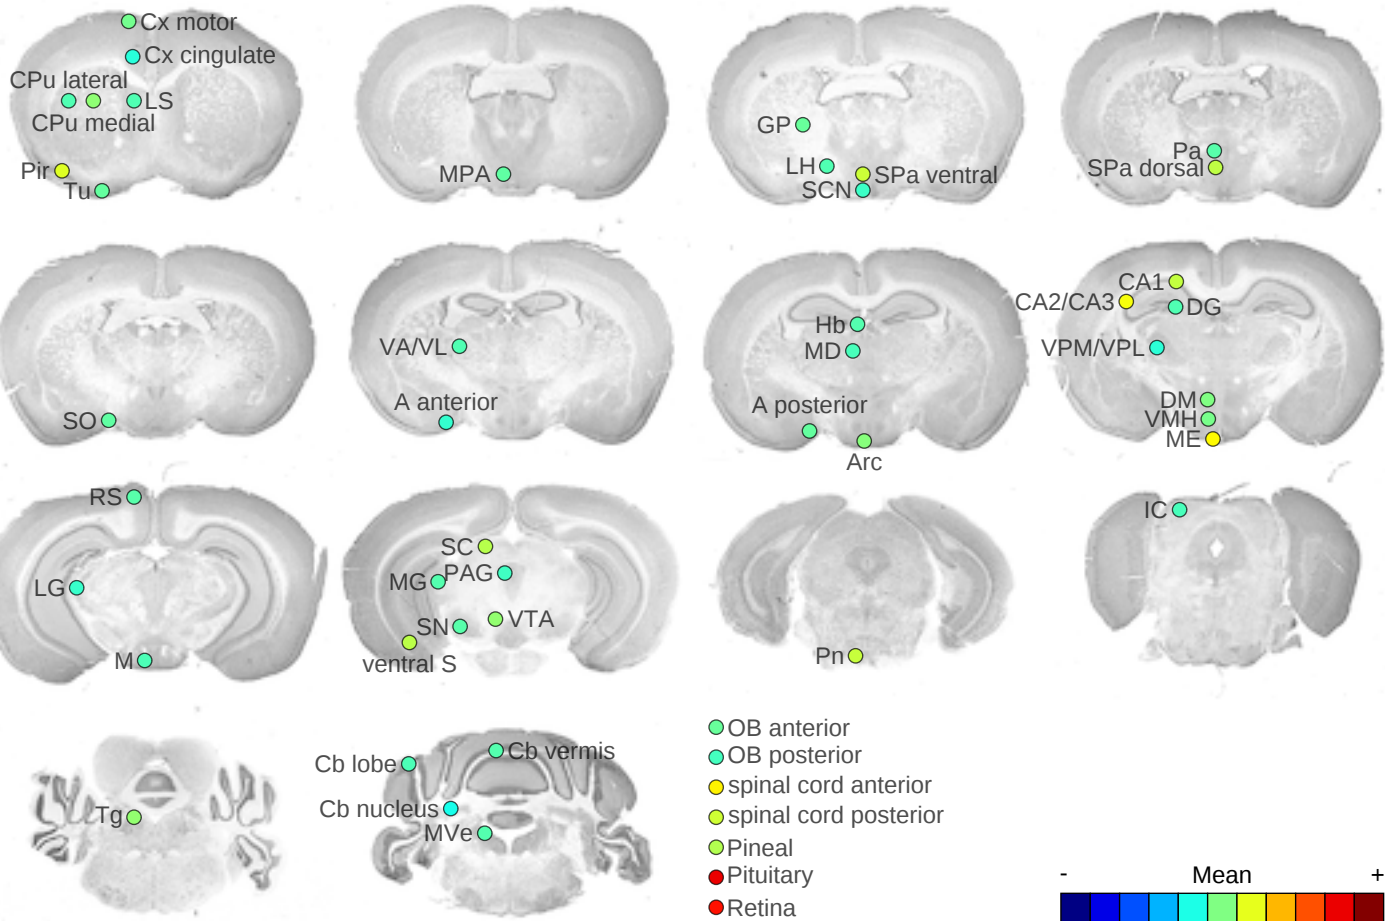 Cx motor
Cx cingulate
CPu lateral
LS
CPu medial
Pir
Tu
MPA
GP
LH
SPa ventral
SCN
Pa
SPa dorsal
SO
VA/VL
A anterior
Hb
MD
A posterior
Arc
CA1
CA2/CA3
DG
VPM/VPL
DM
VMH
ME
RS
LG
M
SC
MG PAG
SN VTA
ventral S
Pn
IC
Tg
Cb vermis
Cb lobe
Cb nucleus
MVe
OB anterior
OB posterior
spinal cord anterior
spinal cord posterior
Pineal
Pituitary
Retina
- Mean +